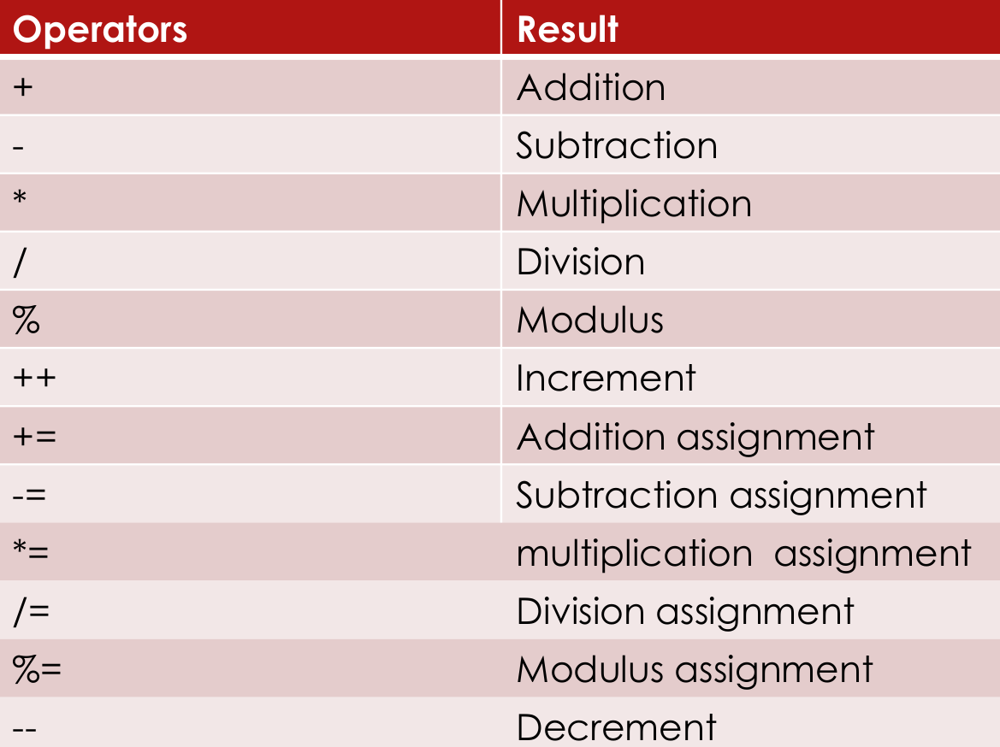 Operators Result
+ Addition
- Subtraction
* Multiplication
/ Division
% Modulus
++ Increment
+= Addition assignment
-= Subtraction assignment
*= multiplication  assignment
/= Division assignment
%= Modulus assignment
-- Decrement